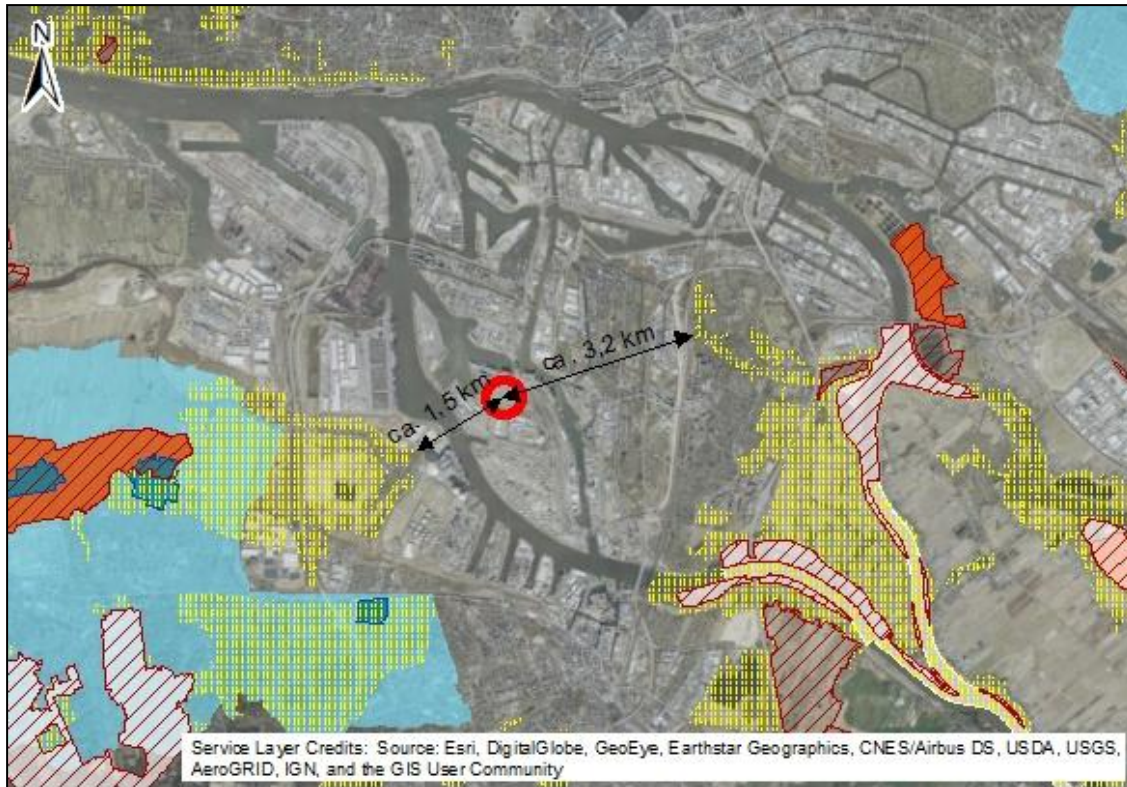 N
ca. 3,2 km
ca. 1,5 km
Service Layer Credits: Source: Esri, DigitalGlobe, GeoEye, Earthstar Geographics, CNES/Airbus DS, USDA, USGS,
AeroGRID, IGN, and the GIS User Community